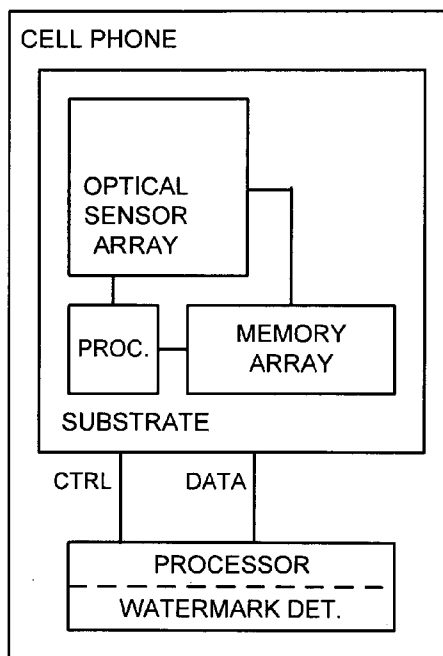 CELL PHONE
OPTICAL
SENSOR
ARRAY
PROC.
MEMORY
ARRAY
SUBSTRATE
CTRL
DATA
PROCESSOR
WATERMARK DET.